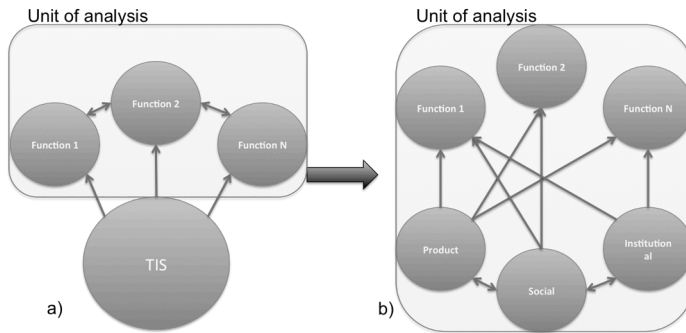 Unit of analysis
Function 2
Function 1
Function N
TIS
a)
Unit of analysis
Function 2
Function 1
Function N
Product
Institution
al
Social
b)